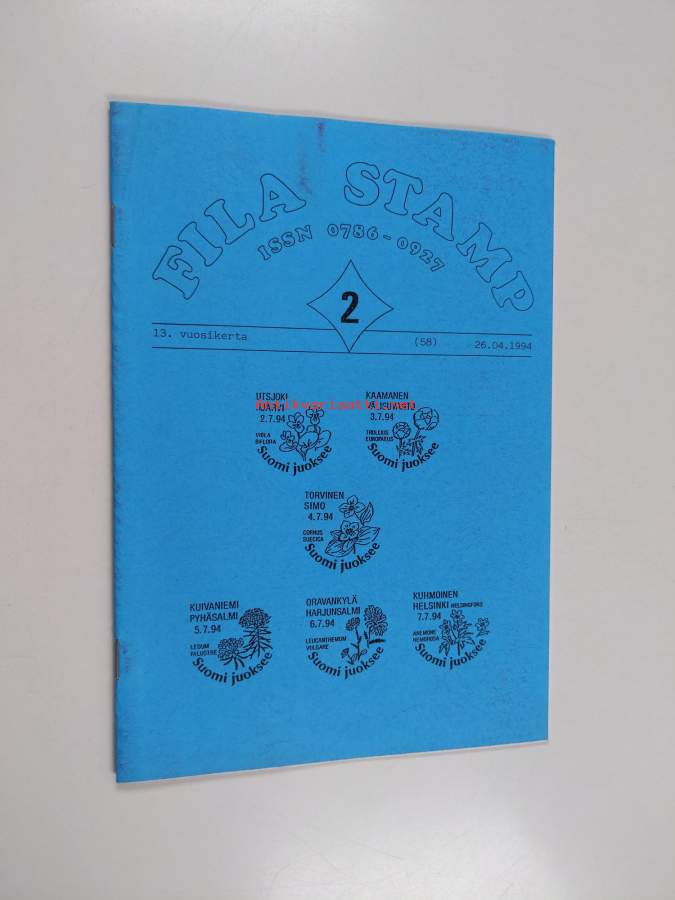 FILA STAMP
ISSN 0786-0927
2
13. vuosikerta (58) 26.04.1994
UTSJOKI
2.7.94
VIOLA
BIFLORA
Suomi juoksee
KAAMANEN
3.7.94
TROLLIUS
EUROPAEUS
Suomi juoksee
antikvariaatti.net
TORVINEN
SIMO
4.7.94
CORNUS
SUECICA
Suomi juoksee
KUIVANIEMI
PYHÄSALMI
5.7.94
LEDUM
PALUSTRE
Suomi juoksee
ORAVANKYLÄ
HARJUNSALMI
6.7.94
LEUCANTHEMUM
VULGARE
Suomi juoksee
KUHMOINEN
HELSINKI HELSINGFORS
7.7.94
ANEMONE
NEMOROSA
Suomi juoksee